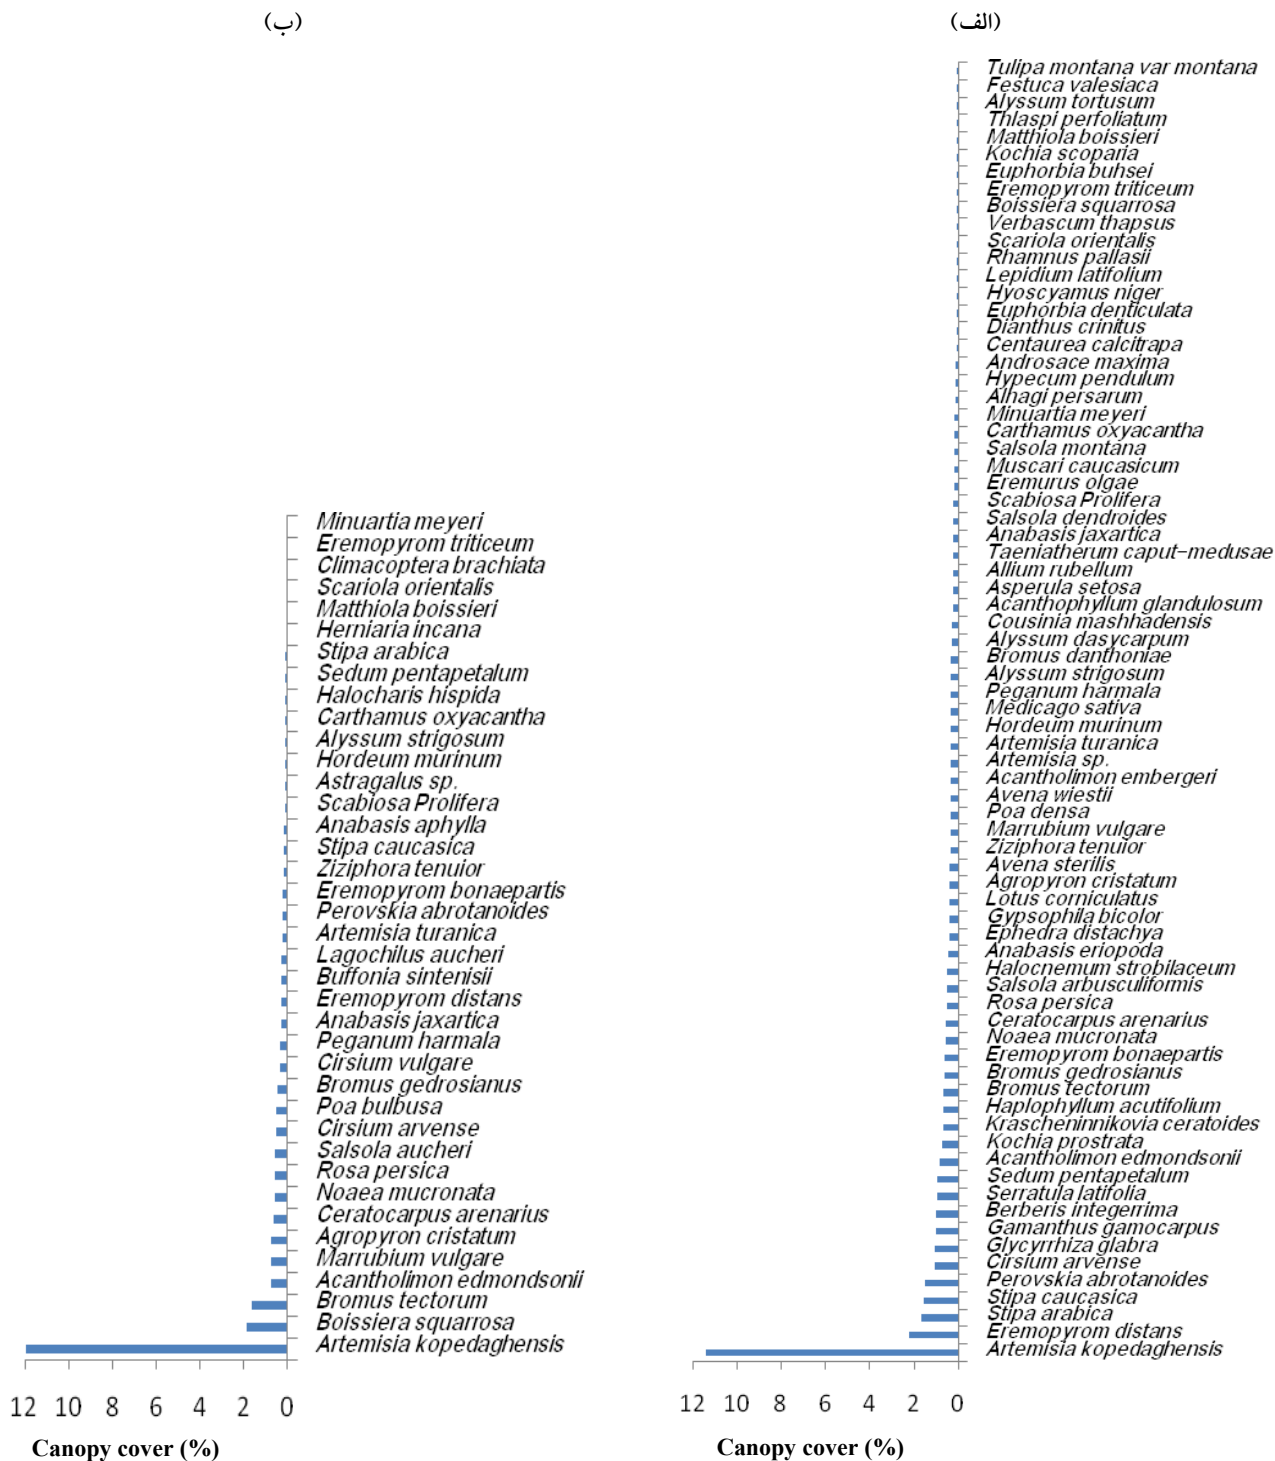 (الف)
Tulipa montana var montana
Festuca valesiaca
Alyssum tortusum
Thlaspi perfoliatum
Matthiola boissieri
Kochia scoparia
Euphorbia buhsei
Eremopyrom triticeum
Boissiera squarrosa
Verbascum thapsus
Scariola orientalis
Rhamnus pallasii
Lepidium latifolium
Hyoscyamus niger
Euphorbia denticulata
Dianthus crinitus
Centaurea calcitrapa
Androsace maxima
Hypecum pendulum
Alhagi persarum
Minuartia meyeri
Carthamus oxyacantha
Salsola montana
Muscari caucasicum
Eremurus olgae
Scabiosa Prolifera
Salsola dendroides
Anabasis jaxartica
Taeniatherum caput-medusae
Allium rubellum
Asperula setosa
Acanthophyllum glandulosum
Cousinia mashhadensis
Alyssum dasycarpum
Bromus danthoniae
Alyssum strigosum
Peganum harmala
Medicago sativa
Hordeum murinum
Artemisia turanica
Artemisia sp.
Acantholimon embergeri
Avena wiestii
Poa densa
Marrubium vulgare
Ziziphora tenuior
Avena sterilis
Agropyron cristatum
Lotus corniculatus
Gypsophila bicolor
Ephedra distachya
Anabasis eriopoda
Halocnemum strobilaceum
Salsola arbusculiformis
Rosa persica
Ceratocarpus arenarius
Noaea mucronata
Eremopyrom bonaepartis
Bromus gedrosianus
Bromus tectorum
Haplophyllum acutifolium
Krascheninnikovia ceratoides
Kochia prostrata
Acantholimon edmondsonii
Sedum pentapetalum
Serratula latifolia
Berberis integerrima
Gamanthus gamocarpus
Glycyrrhiza glabra
Cirsium arvense
Perovskia abrotanoides
Stipa caucasica
Stipa arabica
Eremopyrom distans
Artemisia kopedaghensis
12 10 8 6 4 2 0
Canopy cover (%)
(ب)
Minuartia meyeri
Eremopyrom triticeum
Climacoptera brachiata
Scariola orientalis
Matthiola boissieri
Herniaria incana
Stipa arabica
Sedum pentapetalum
Halocharis hispida
Carthamus oxyacantha
Alyssum strigosum
Hordeum murinum
Astragalus sp.
Scabiosa Prolifera
Anabasis aphylla
Stipa caucasica
Ziziphora tenuior
Eremopyrom bonaepartis
Perovskia abrotanoides
Artemisia turanica
Lagochilus aucheri
Buffonia sintenisii
Eremopyrom distans
Anabasis jaxartica
Peganum harmala
Cirsium vulgare
Bromus gedrosianus
Poa bulbusa
Cirsium arvense
Salsola aucheri
Rosa persica
Noaea mucronata
Ceratocarpus arenarius
Agropyron cristatum
Marrubium vulgare
Acantholimon edmondsonii
Bromus tectorum
Boissiera squarrosa
Artemisia kopedaghensis
12 10 8 6 4 2 0
Canopy cover (%)